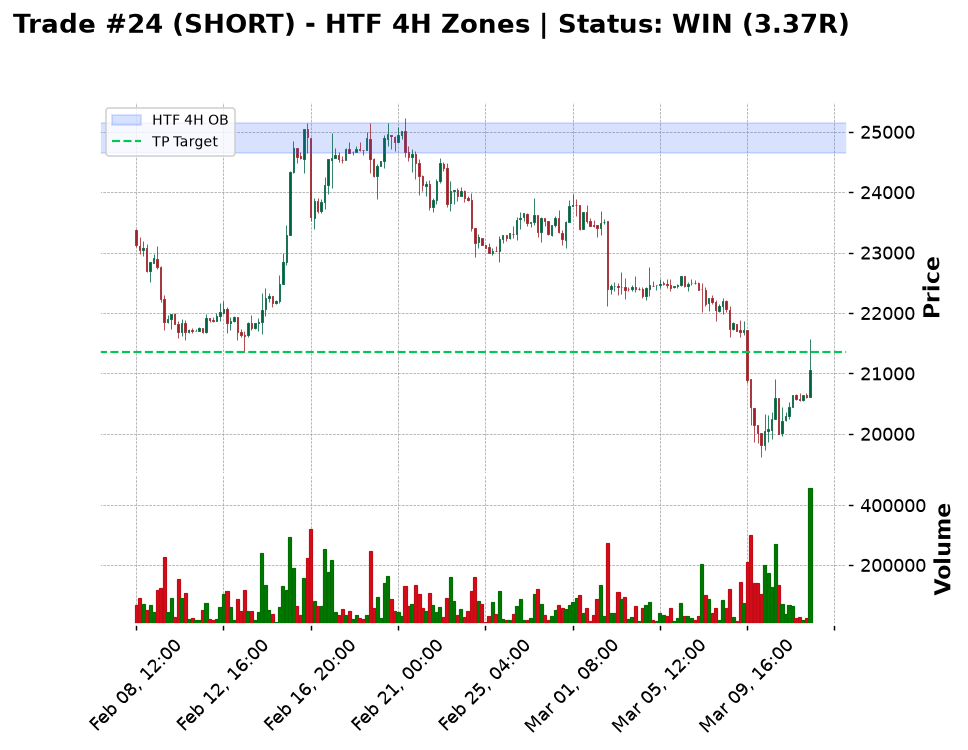 Trade #24 (SHORT) - HTF 4H Zones | Status: WIN (3.37R)
HTF 4H OB
TP Target
25000
24000
23000
22000
21000
20000
Price
400000
200000
Volume
Feb 08, 12:00
Feb 12, 16:00
Feb 16, 20:00
Feb 21, 00:00
Feb 25, 04:00
Mar 01, 08:00
Mar 05, 12:00
Mar 09, 16:00